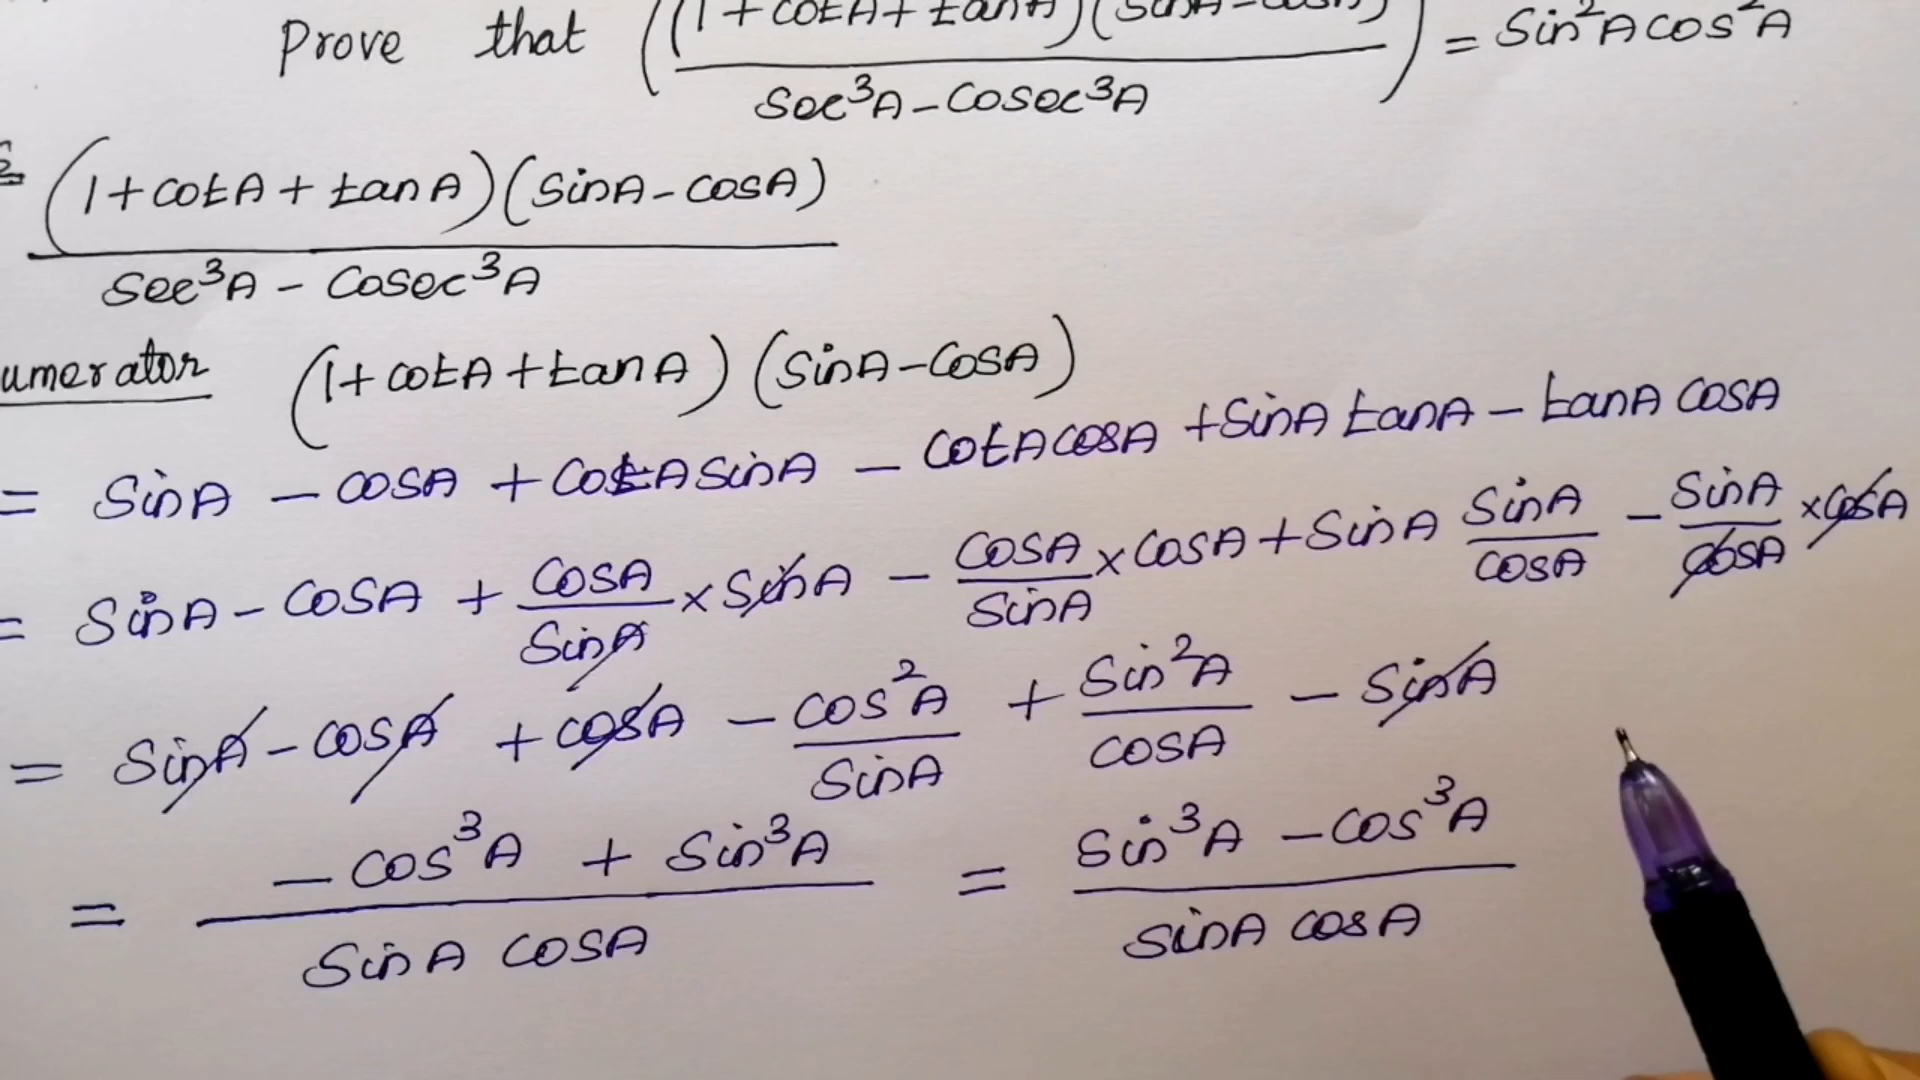 Prove that ((1+cotA+tanA)(sinA-cosA) / sec³A-cosec³A) = sin²A cos²A
(1+cotA+tanA)(sinA-cosA) / sec³A - cosec³A
umerator (1+cotA+tanA)(sinA-cosA)
= sinA - cosA + cotA sinA - cotA cosA + sinA tanA - tanA cosA
= sinA - cosA + cosA/sinA × sinA - cosA/sinA × cosA + sinA sinA/cosA - sinA/cosA × cosA
= sinA - cosA + cosA - cos²A/sinA + sin²A/cosA - sinA
= -cos³A + sin³A / sinA cosA = sin³A - cos³A / sinA cosA